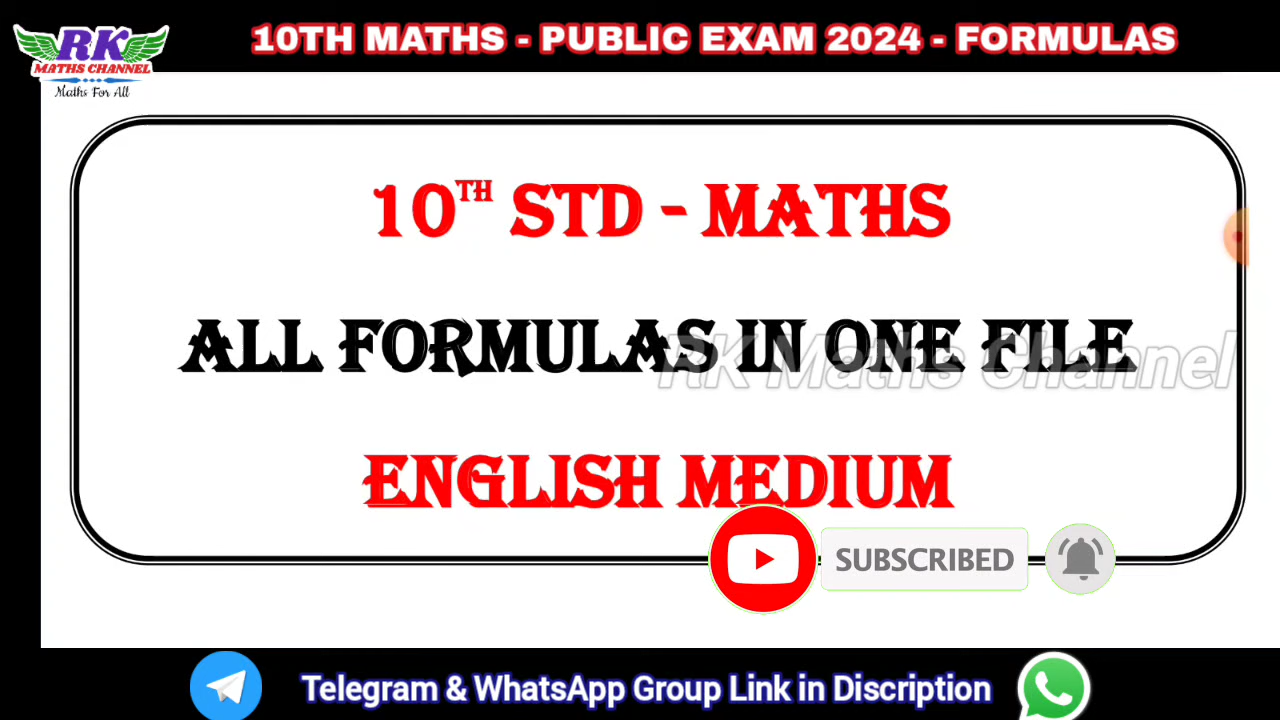 10TH MATHS - PUBLIC EXAM 2024 - FORMULAS
RK
MATHS CHANNEL
Maths For All
10TH STD - MATHS
ALL FORMULAS IN ONE FILE
RK Maths Channel
ENGLISH MEDIUM
SUBSCRIBED
Telegram & WhatsApp Group Link in Discription